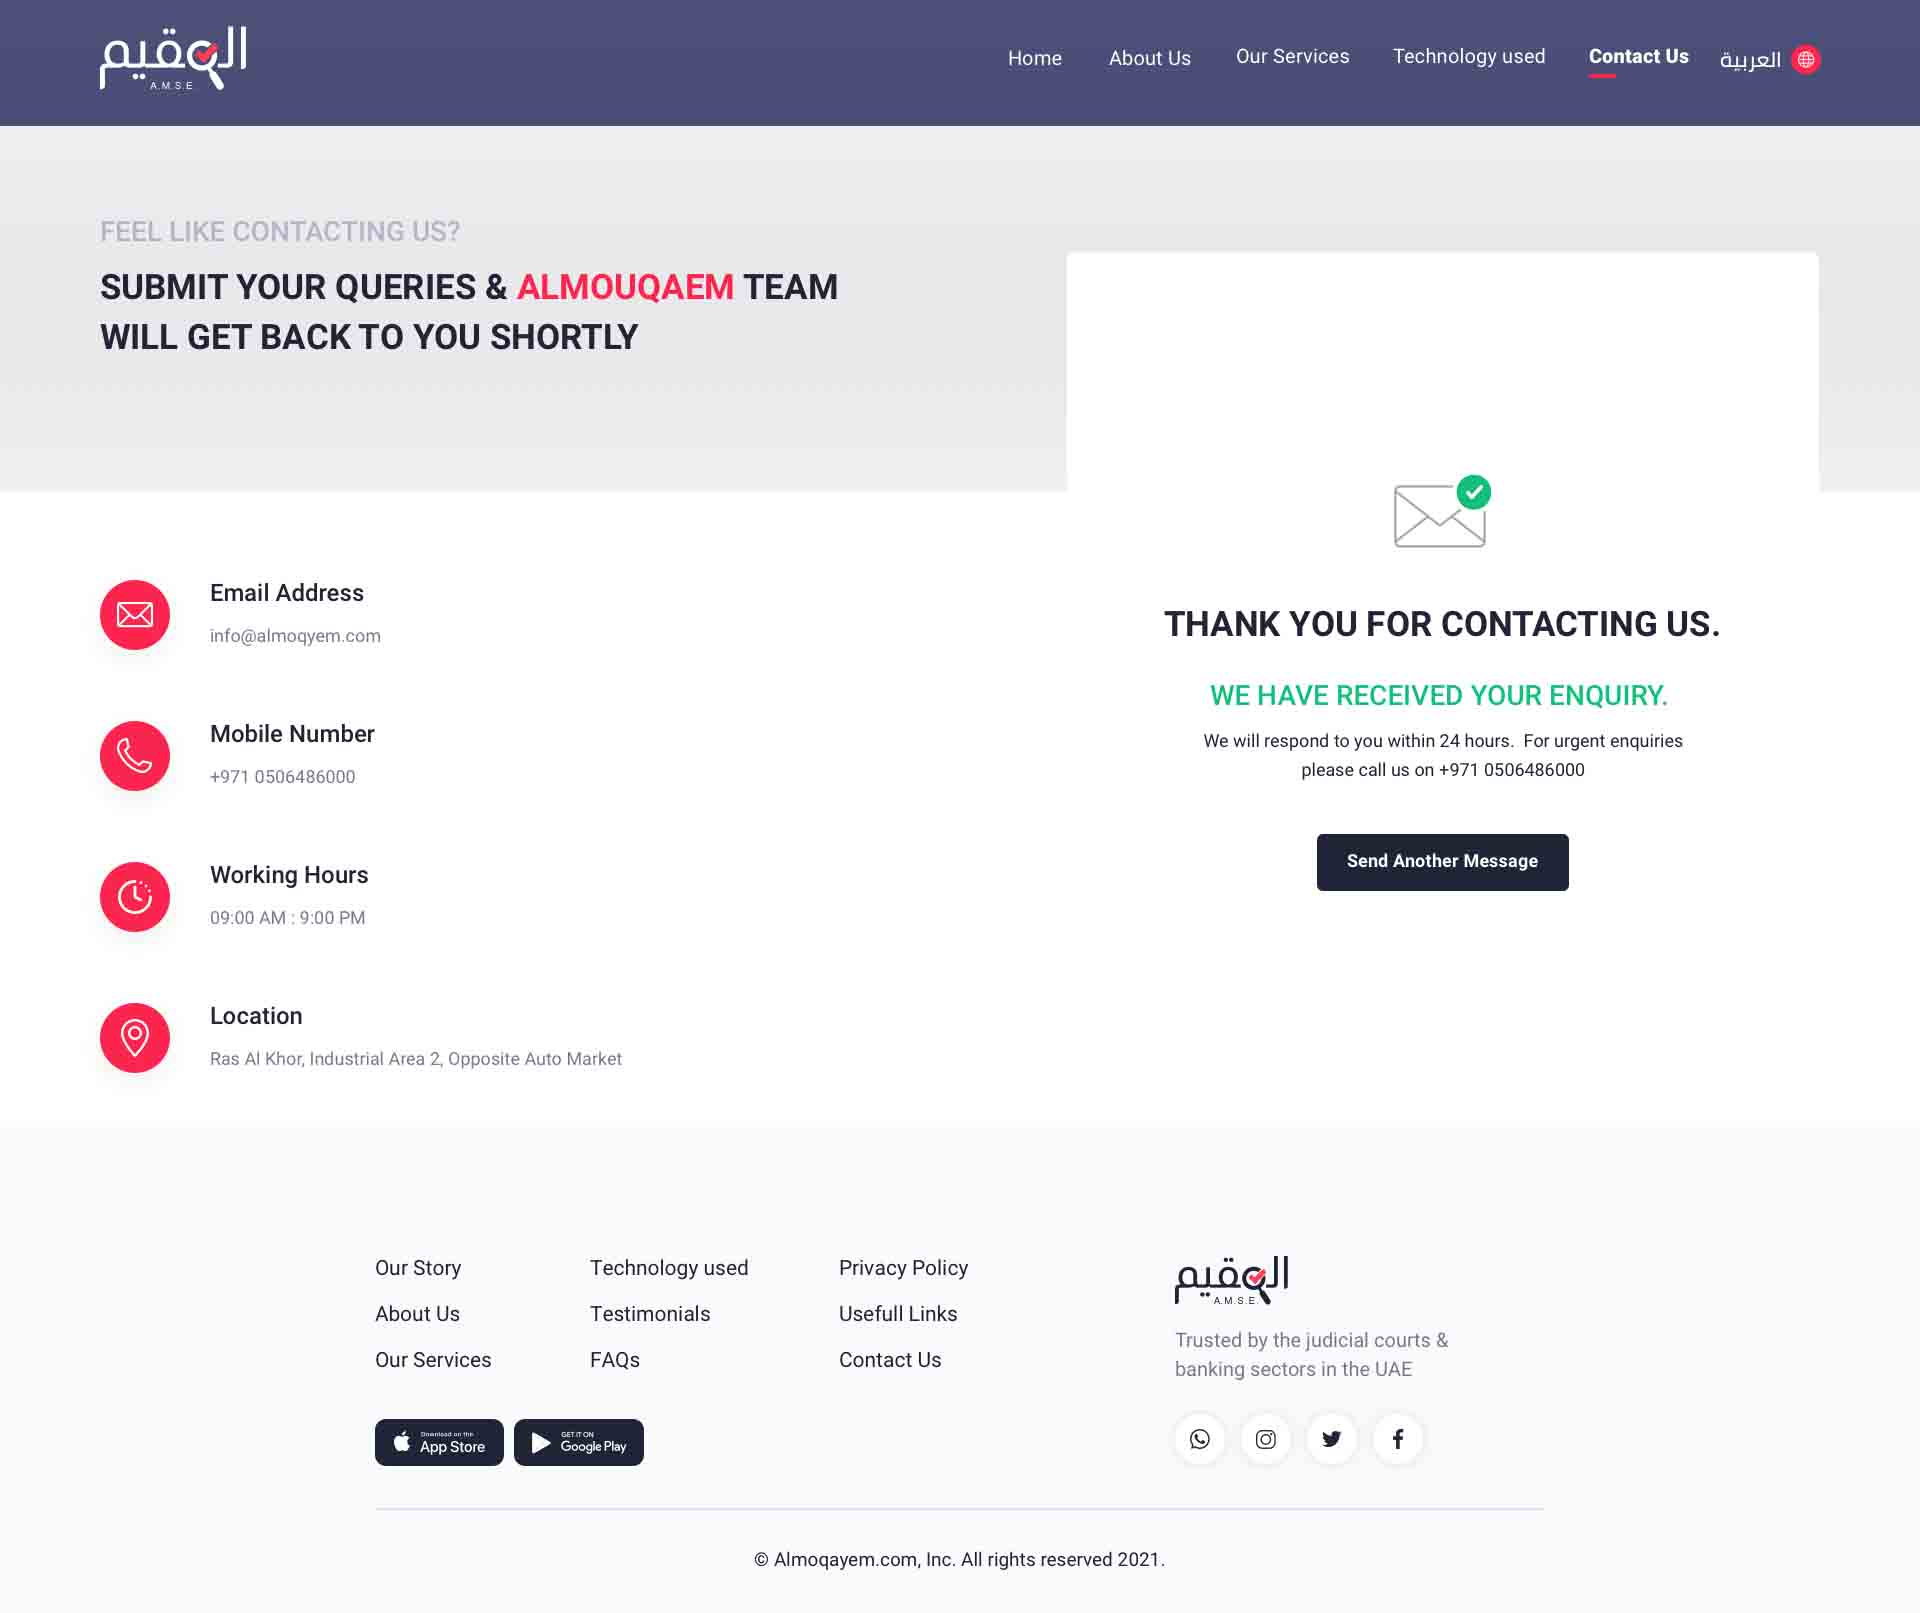 المقيم
A.M.S.E
Home
About Us
Our Services
Technology used
Contact Us
العربية
FEEL LIKE CONTACTING US?
SUBMIT YOUR QUERIES & ALMOUQAEM TEAM
WILL GET BACK TO YOU SHORTLY
Email Address
info@almoqyem.com
Mobile Number
+971 0506486000
Working Hours
09:00 AM : 9:00 PM
Location
Ras Al Khor, Industrial Area 2, Opposite Auto Market
THANK YOU FOR CONTACTING US.
WE HAVE RECEIVED YOUR ENQUIRY.
We will respond to you within 24 hours.  For urgent enquiries
please call us on +971 0506486000
Send Another Message
Our Story
About Us
Our Services
Technology used
Testimonials
FAQs
Privacy Policy
Usefull Links
Contact Us
Download on the
App Store
GET IT ON
Google Play
المقيم
A.M.S.E.
Trusted by the judicial courts &
banking sectors in the UAE
© Almoqayem.com, Inc. All rights reserved 2021.